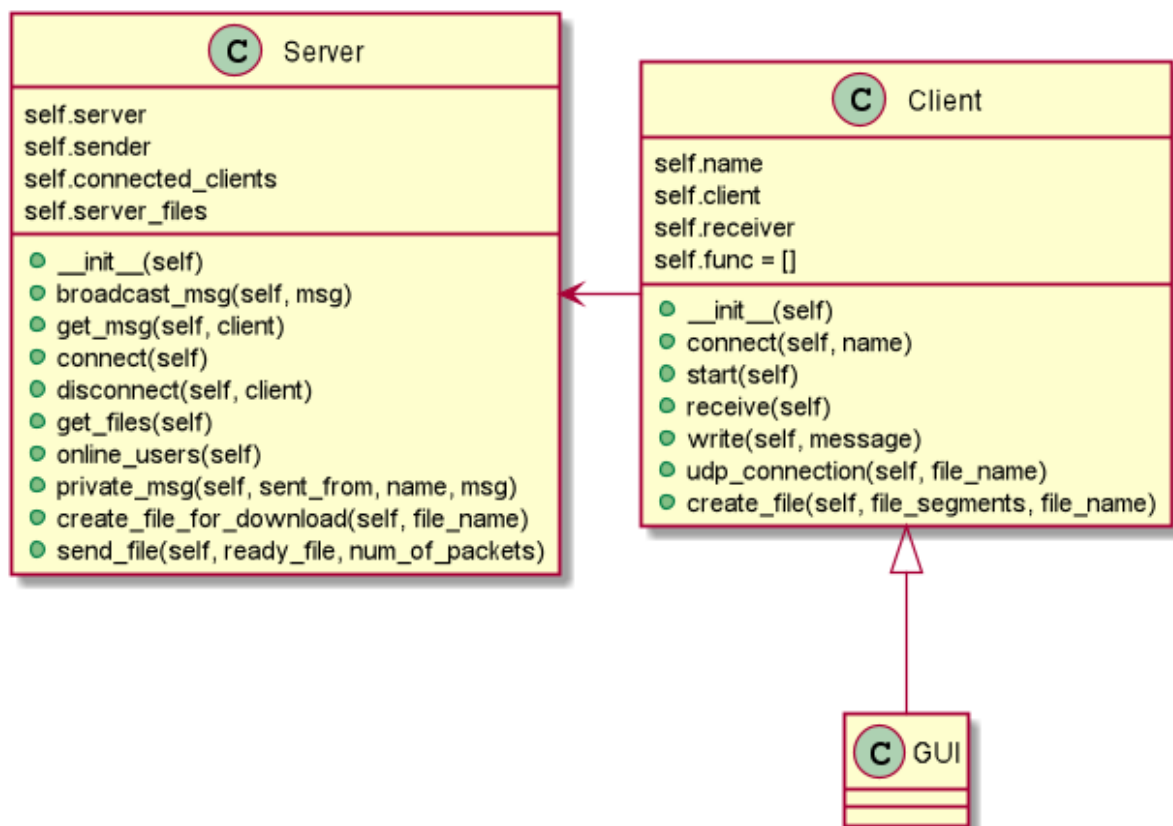 C Server
self.server
self.sender
self.connected_clients
self.server_files
__init__(self)
broadcast_msg(self, msg)
get_msg(self, client)
connect(self)
disconnect(self, client)
get_files(self)
online_users(self)
private_msg(self, sent_from, name, msg)
create_file_for_download(self, file_name)
send_file(self, ready_file, num_of_packets)
C Client
self.name
self.client
self.receiver
self.func = []
__init__(self)
connect(self, name)
start(self)
receive(self)
write(self, message)
udp_connection(self, file_name)
create_file(self, file_segments, file_name)
C GUI